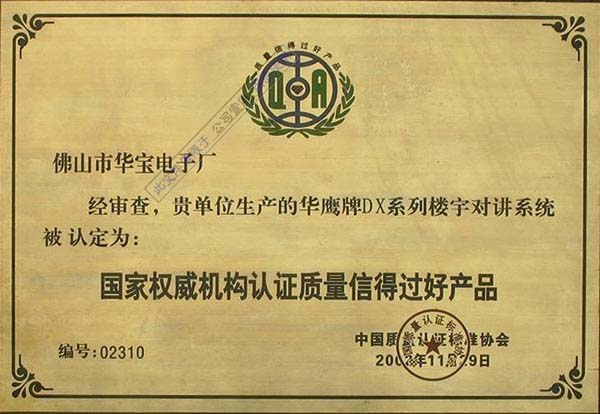 质量信得过好产品
Q A
佛山市华宝电子厂
经审查，贵单位生产的华鹰牌DX系列楼宇对讲系统
被认定为：
国家权威机构认证质量信得过好产品
中国质量认证标准协会
编号：02310
11月29日